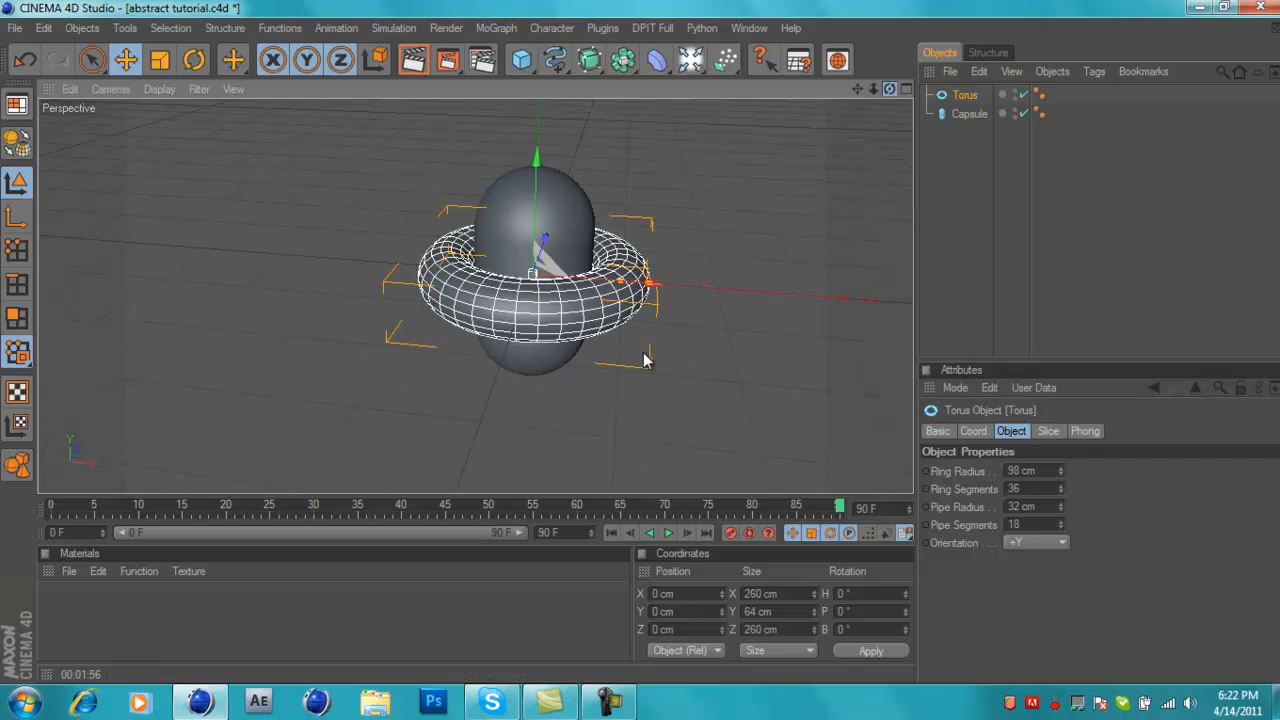 CINEMA 4D Studio - [abstract tutorial.c4d *]
File Edit Objects Tools Selection Structure Functions Animation Simulation Render MoGraph Character Plugins DPIT Full Python Window Help
Objects Structure
File Edit View Objects Tags Bookmarks
Edit Cameras Display Filter View
Perspective
Torus
Capsule
Y
X
Attributes
Mode Edit User Data
Torus Object [Torus]
Basic Coord. Object Slice Phong
Object Properties
Ring Radius . . 98 cm
Ring Segments 36
Pipe Radius . . 32 cm
Pipe Segments 18
Orientation . . . +Y
0 5 10 15 20 25 30 35 40 45 50 55 60 65 70 75 80 85 90 F
0 F 0 F 90 F 90 F
Materials
File Edit Function Texture
Coordinates
Position Size Rotation
X 0 cm X 260 cm H 0 °
Y 0 cm Y 64 cm P 0 °
Z 0 cm Z 260 cm B 0 °
Object (Rel) Size Apply
MAXON CINEMA 4D
00:01:56
Ae
Ps
S
6:22 PM
4/14/2011